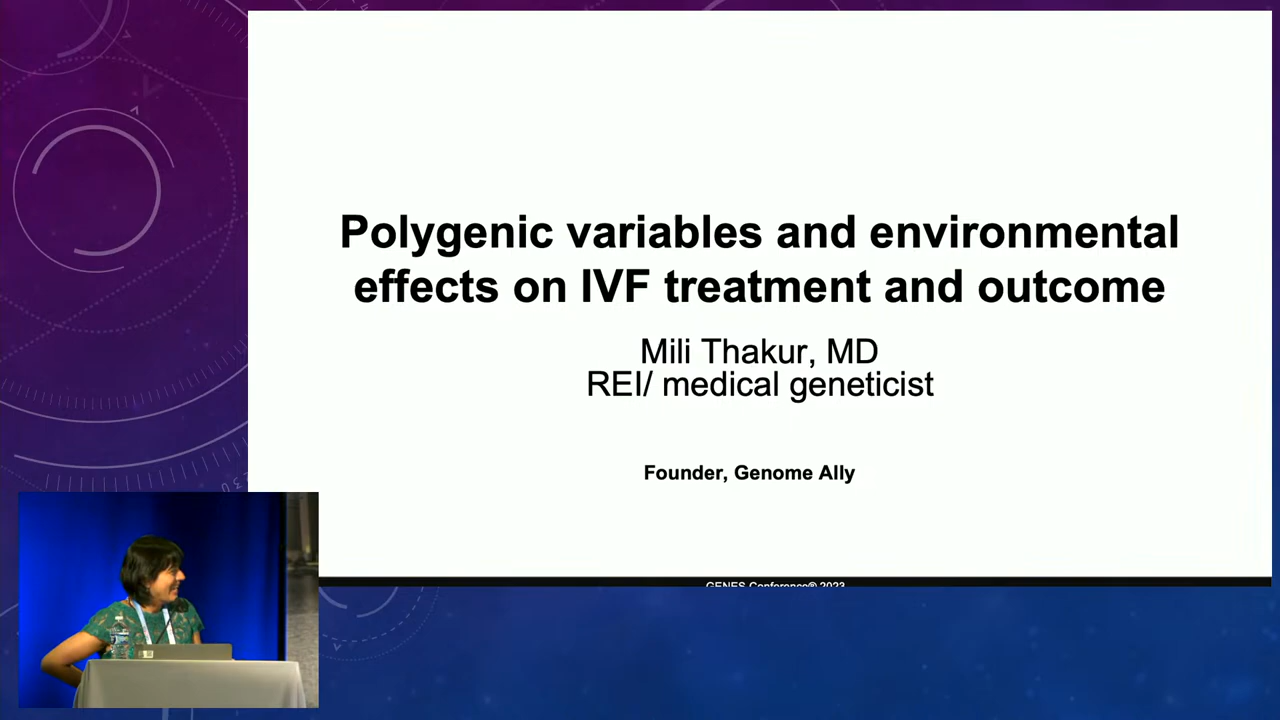 Polygenic variables and environmental
effects on IVF treatment and outcome
Mili Thakur, MD
REI/ medical geneticist
Founder, Genome Ally
GENES Conference® 2023